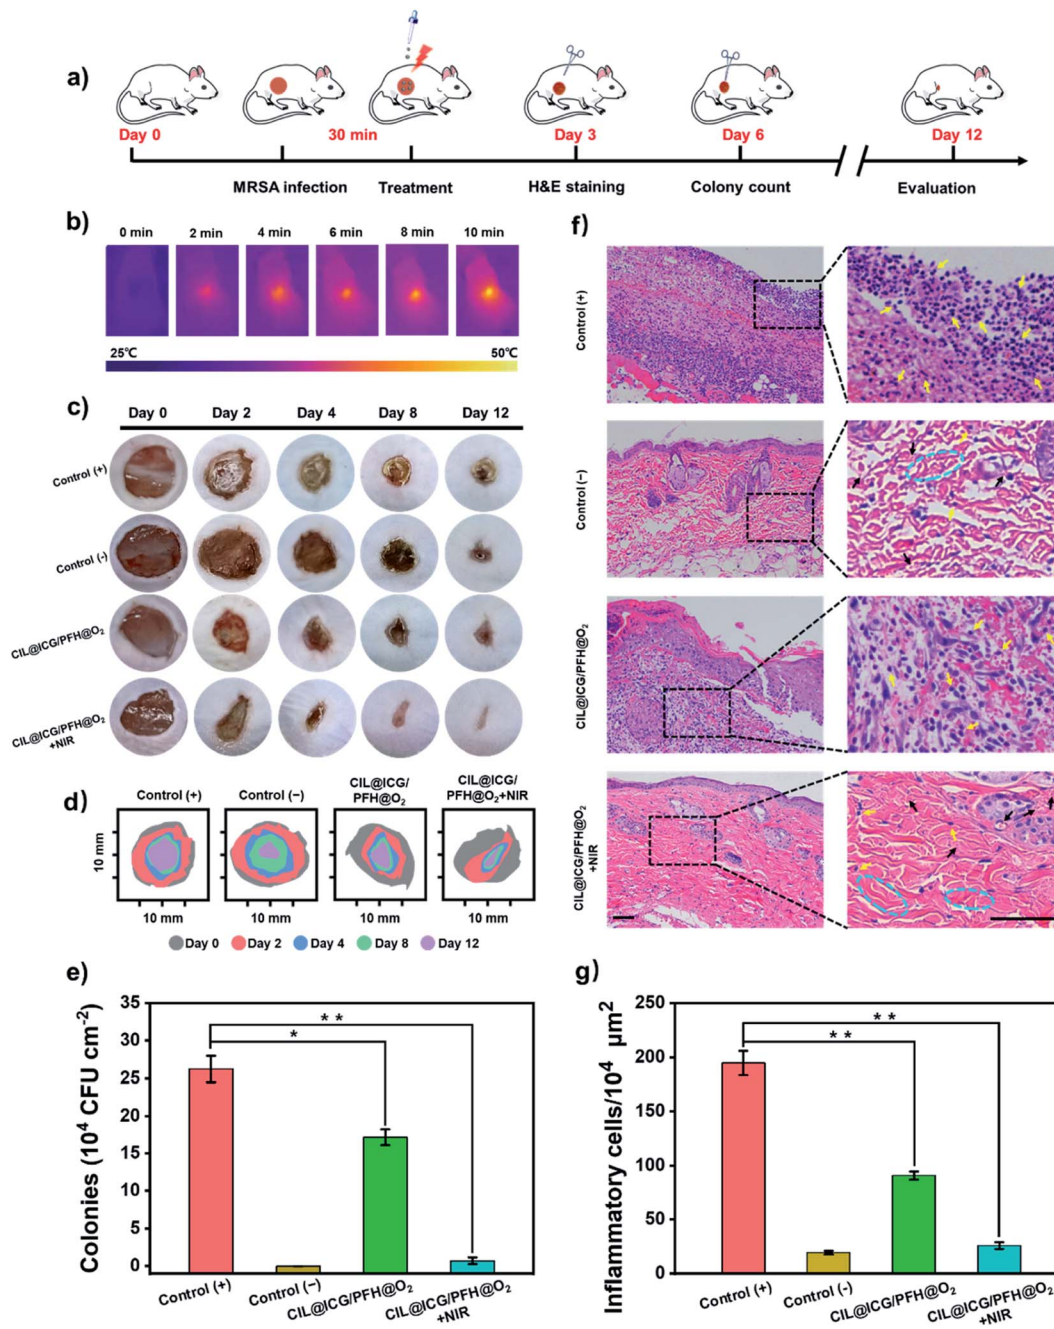 a)
Day 0
30 min
Day 3
Day 6
Day 12
MRSA infection
Treatment
H&E staining
Colony count
Evaluation
b)
0 min
2 min
4 min
6 min
8 min
10 min
25℃
50℃
c)
Day 0
Day 2
Day 4
Day 8
Day 12
Control (+)
Control (-)
CIL@ICG/PFH@O₂
CIL@ICG/PFH@O₂
+NIR
d)
Control (+)
Control (−)
CIL@ICG/
PFH@O₂
CIL@ICG/
PFH@O₂+NIR
10 mm
10 mm
10 mm
10 mm
10 mm
Day 0
Day 2
Day 4
Day 8
Day 12
e)
Colonies (10⁴ CFU cm⁻²)
35
30
25
20
15
10
5
0
* *
*
Control (+)
Control (−)
CIL@ICG/PFH@O₂
CIL@ICG/PFH@O₂
+NIR
f)
Control (+)
Control (−)
CIL@ICG/PFH@O₂
CIL@ICG/PFH@O₂
+NIR
g)
Inflammatory cells/10⁴ μm²
250
200
150
100
50
0
* *
* *
Control (+)
Control (-)
CIL@ICG/PFH@O₂
CIL@ICG/PFH@O₂
+NIR